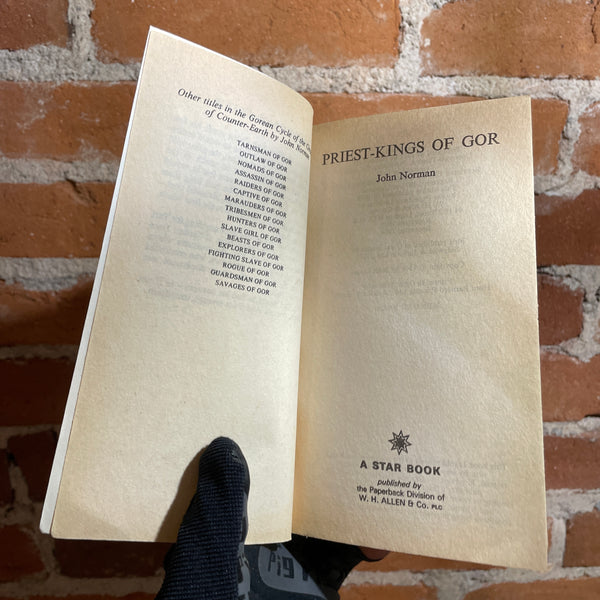 Other titles in the Gorean Cycle of the
of Counter-Earth by John Norman
TARNSMAN OF GOR
OUTLAW OF GOR
NOMADS OF GOR
ASSASSIN OF GOR
RAIDERS OF GOR
CAPTIVE OF GOR
MARAUDERS OF GOR
TRIBESMEN OF GOR
HUNTERS OF GOR
SLAVE GIRL OF GOR
BEASTS OF GOR
EXPLORERS OF GOR
FIGHTING SLAVE OF GOR
ROGUE OF GOR
GUARDSMAN OF GOR
SAVAGES OF GOR
PRIEST-KINGS OF GOR
John Norman
A STAR BOOK
published by
the Paperback Division of
W. H. ALLEN & Co. PLC
Pig